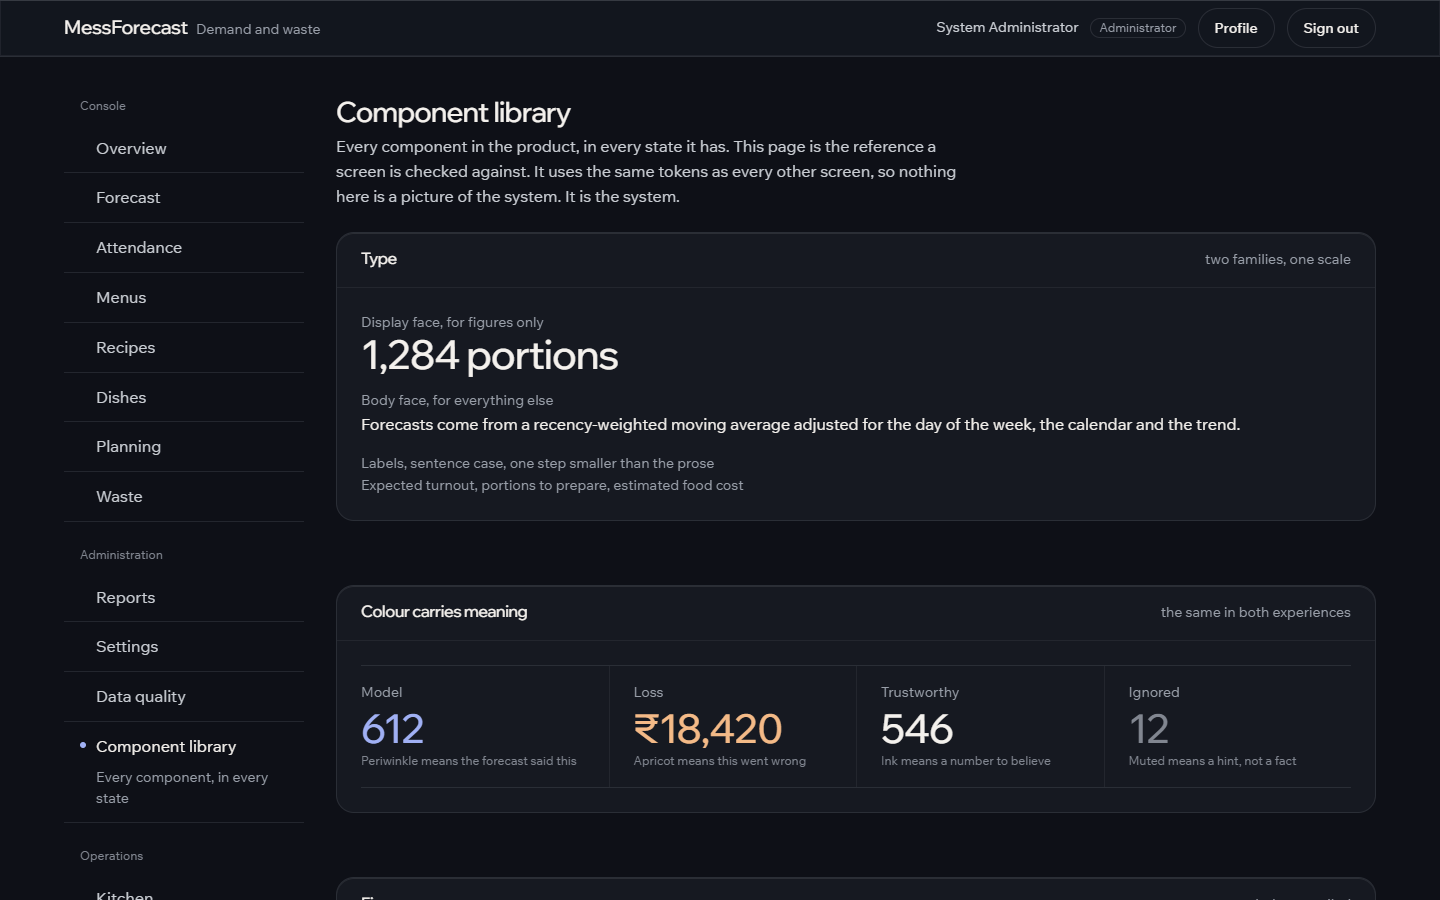 MessForecast Demand and waste
System Administrator Administrator Profile Sign out
Console
Overview
Forecast
Attendance
Menus
Recipes
Dishes
Planning
Waste
Administration
Reports
Settings
Data quality
Component library
Every component, in every
state
Operations
Kitchen
Component library
Every component in the product, in every state it has. This page is the reference a
screen is checked against. It uses the same tokens as every other screen, so nothing
here is a picture of the system. It is the system.
Type
two families, one scale
Display face, for figures only
1,284 portions
Body face, for everything else
Forecasts come from a recency-weighted moving average adjusted for the day of the week, the calendar and the trend.
Labels, sentence case, one step smaller than the prose
Expected turnout, portions to prepare, estimated food cost
Colour carries meaning
the same in both experiences
Model
612
Periwinkle means the forecast said this
Loss
₹18,420
Apricot means this went wrong
Trustworthy
546
Ink means a number to believe
Ignored
12
Muted means a hint, not a fact